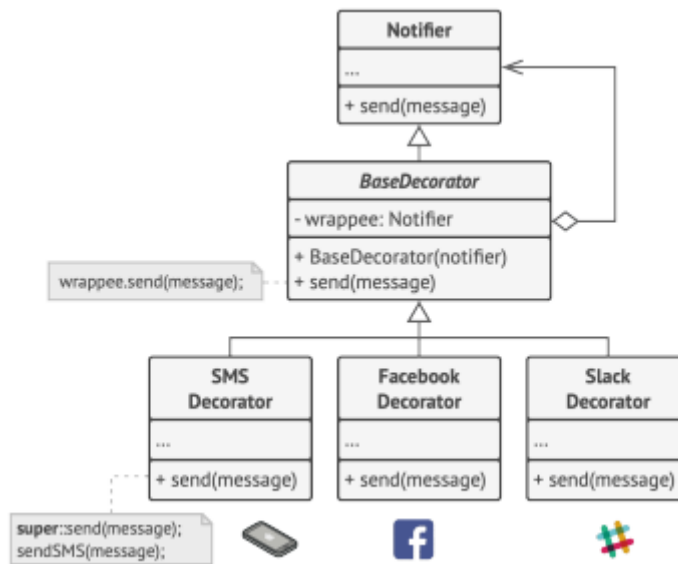 Notifier
...
+ send(message)
BaseDecorator
- wrappee: Notifier
+ BaseDecorator(notifier)
+ send(message)
wrappee.send(message);
SMS
Decorator
...
+ send(message)
Facebook
Decorator
...
+ send(message)
Slack
Decorator
...
+ send(message)
super::send(message);
sendSMS(message);